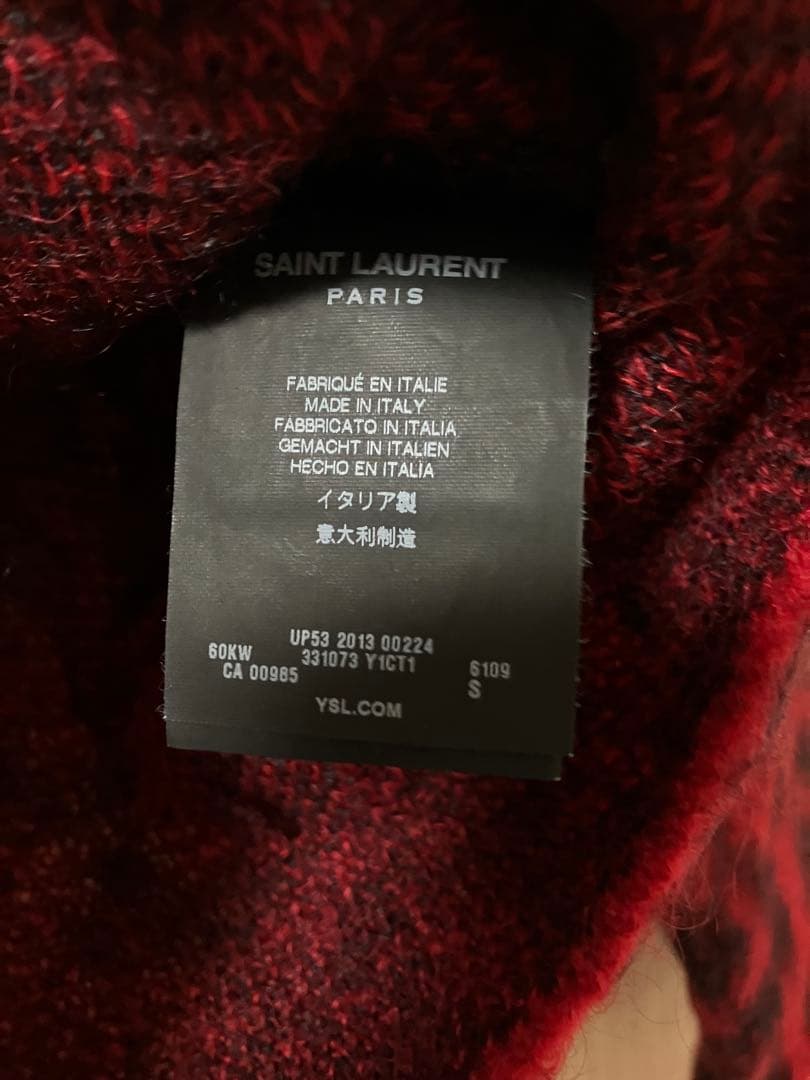 SAINT LAURENT
PARIS
FABRIQUÉ EN ITALIE
MADE IN ITALY
FABBRICATO IN ITALIA
GEMACHT IN ITALIEN
HECHO EN ITALIA
イタリア製
意大利制造
UP53 2013 00224
60KW 331073 Y1CT1 6109
CA 00985 S
YSL.COM